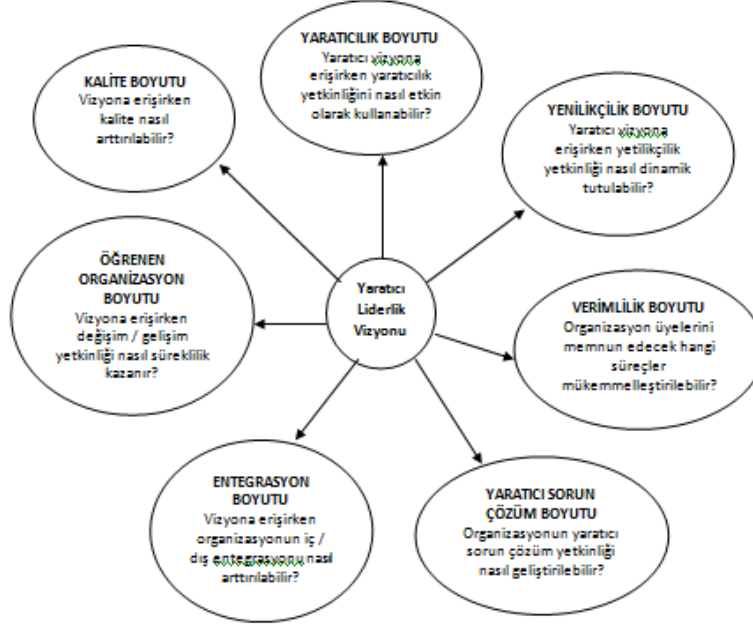 YARATICILIK BOYUTU
Yaratıcı vizyona
erişirken yaratıcılık
yetkinliğini nasıl etkin
olarak kullanabilir?
KALİTE BOYUTU
Vizyona erişirken
kalite nasıl
arttırılabilir?
YENİLİKÇİLİK BOYUTU
Yaratıcı vizyona
erişirken yetilikçilik
yetkinliği nasıl dinamik
tutulabilir?
ÖĞRENEN
ORGANİZASYON
BOYUTU
Vizyona erişirken
değişim / gelişim
yetkinliği nasıl süreklilik
kazanır?
Yaratıcı
Liderlik
Vizyonu
VERİMLİLİK BOYUTU
Organizasyon üyelerini
memnun edecek hangi
süreçler
mükemmelleştirilebilir?
ENTEGRASYON
BOYUTU
Vizyona erişirken
organizasyonun iç /
dış entegrasyonu nasıl
arttırılabilir?
YARATICI SORUN
ÇÖZÜM BOYUTU
Organizasyonun yaratıcı
sorun çözüm yetkinliği
nasıl geliştirilebilir?